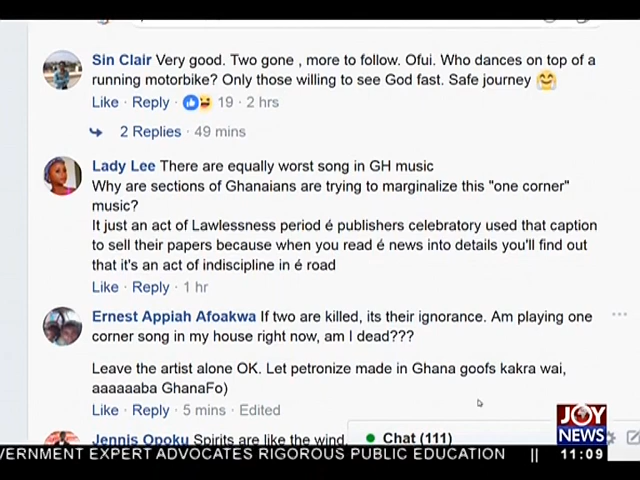 Sin Clair Very good. Two gone , more to follow. Ofui. Who dances on top of a
running motorbike? Only those willing to see God fast. Safe journey
Like · Reply · 19 · 2 hrs
2 Replies · 49 mins
Lady Lee There are equally worst song in GH music
Why are sections of Ghanaians are trying to marginalize this "one corner"
music?
It just an act of Lawlessness period é publishers celebratory used that caption
to sell their papers because when you read é news into details you'll find out
that it's an act of indiscipline in é road
Like · Reply · 1 hr
Ernest Appiah Afoakwa If two are killed, its their ignorance. Am playing one
corner song in my house right now, am I dead???
Leave the artist alone OK. Let petronize made in Ghana goofs kakra wai,
aaaaaaba GhanaFo)
Like · Reply · 5 mins · Edited
Jennis Opoku Spirits are like the wind.
Chat (111)
JOY
NEWS
VERNMENT EXPERT ADVOCATES RIGOROUS PUBLIC EDUCATION || 11:09